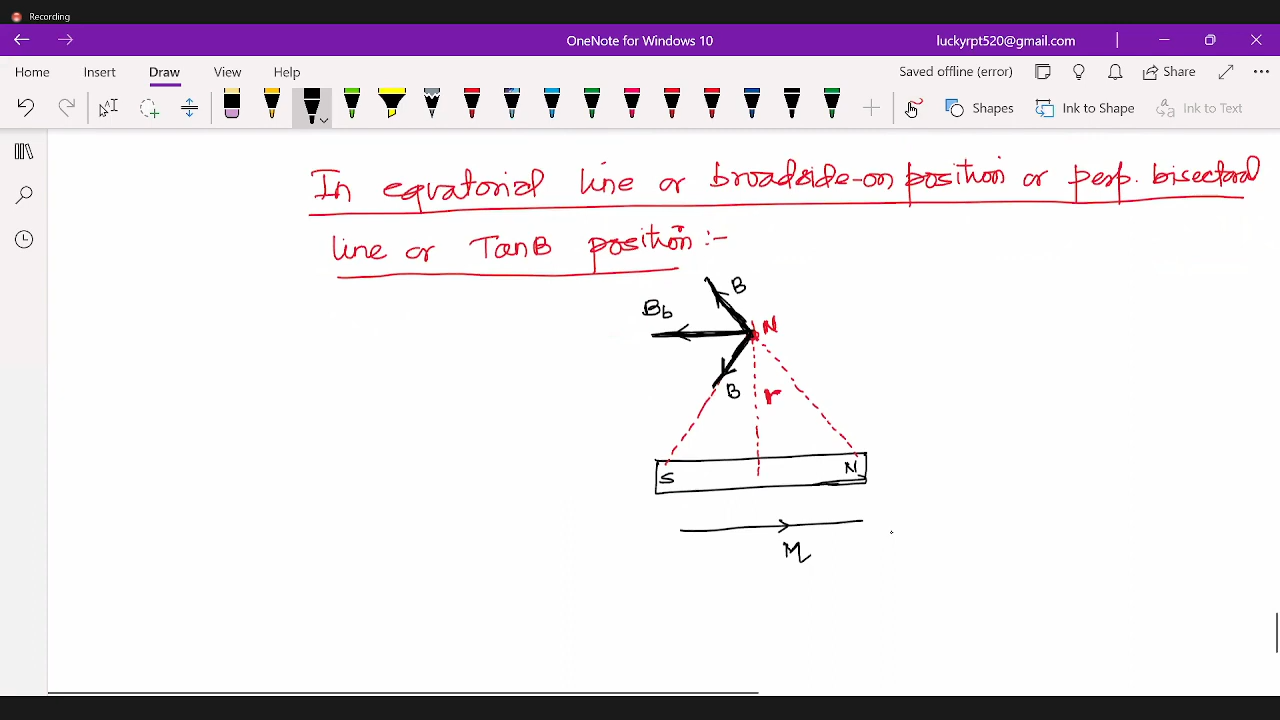 Recording
OneNote for Windows 10
luckyrpt520@gmail.com
Home Insert Draw View Help
Saved offline (error)
Share
Shapes
Ink to Shape
Ink to Text
In equatorial line or broadside-on position or perp. bisectoral
line or TanB position :-
B
Bb
N
B
r
S
N
M